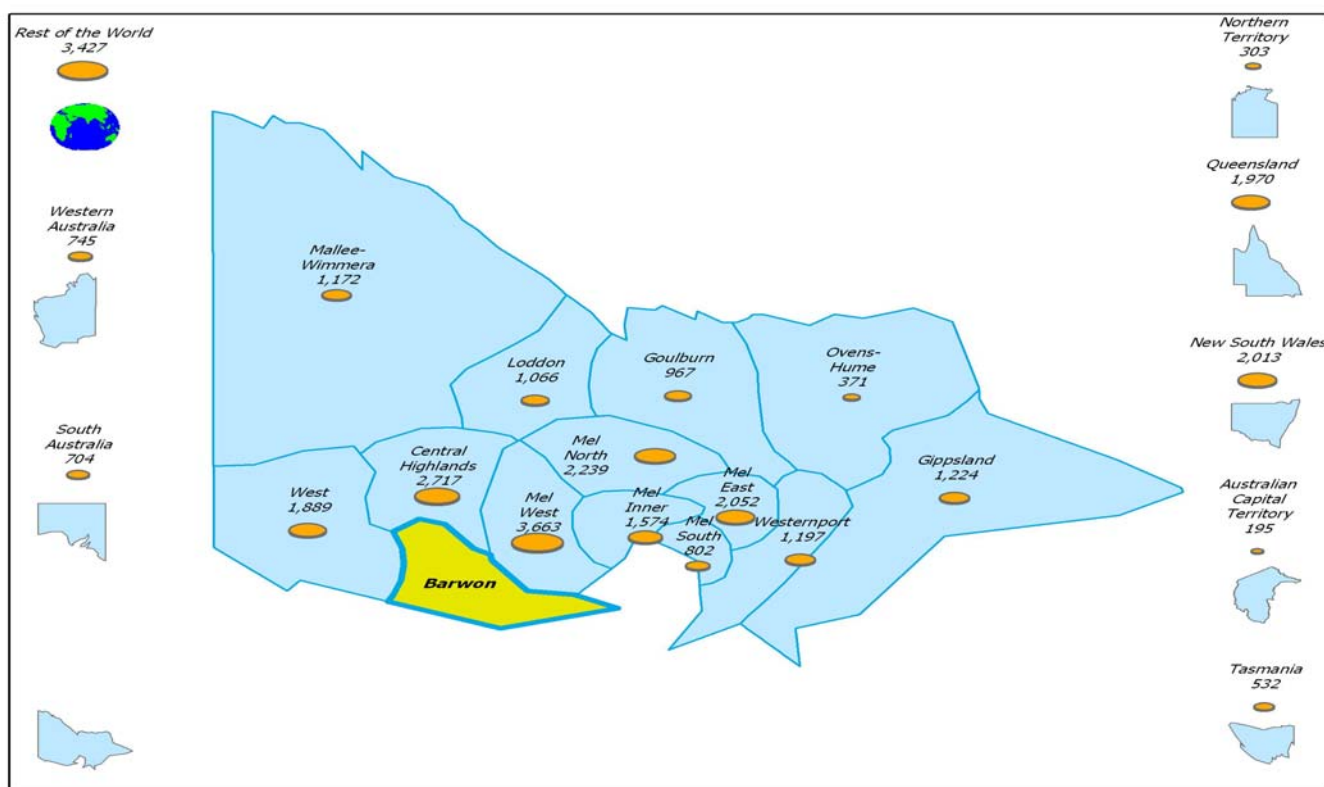 Rest of the World
3,427
Western
Australia
745
South
Australia
704
Mallee-
Wimmera
1,172
Loddon
1,066
Goulburn
967
Ovens-
Hume
371
Central
Highlands
2,717
West
1,889
Mel
West
3,663
Mel
North
2,239
Mel
Inner
1,574
Mel
East
2,052
Mel
South
802
Westernport
1,197
Gippsland
1,224
Barwon
Northern
Territory
303
Queensland
1,970
New South Wales
2,013
Australian
Capital
Territory
195
Tasmania
532